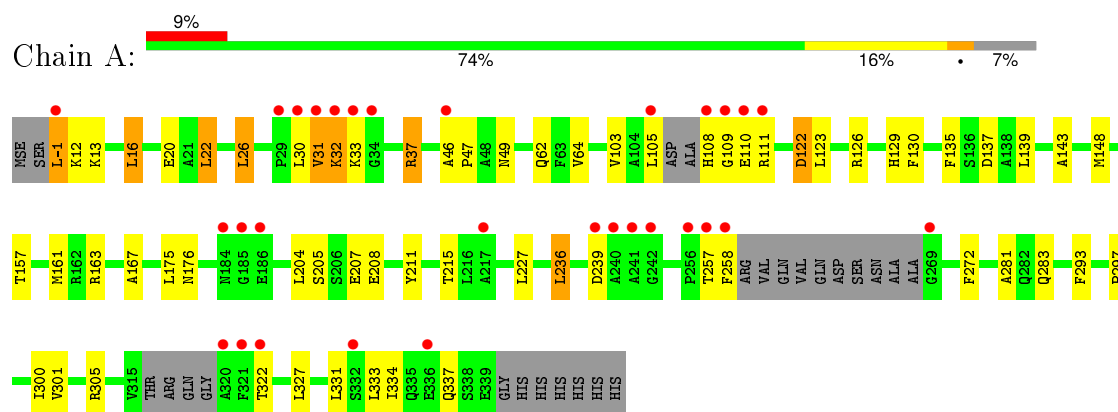 9%
Chain A:
74% 16% • 7%
MSE SER L-1 K12 K13 L16 E20 A21 L22 L26 P29 L30 V31 K32 K33 G34 R37 A46 P47 A48 N49 Q62 F63 V64 V103 A104 L105 ASP ALA H108 G109 E110 R111 D122 L123 R126 H129 F130 F135 S136 D137 A138 L139 A143 M148
T157 M161 R162 R163 A167 L175 N176 N184 G185 E186 L204 S205 S206 E207 E208 Y211 T215 L216 A217 L227 L236 D239 A240 A241 G242 P256 T257 F258 ARG VAL GLN VAL GLN ASP SER ASN ALA ALA G269 F272 A281 Q282 Q283 F293
I300 V301 R305 V315 THR ARG GLN GLY A320 F321 T322 L327 L331 S332 L333 I334 Q335 E336 Q337 S338 E339 GLY HIS HIS HIS HIS HIS HIS